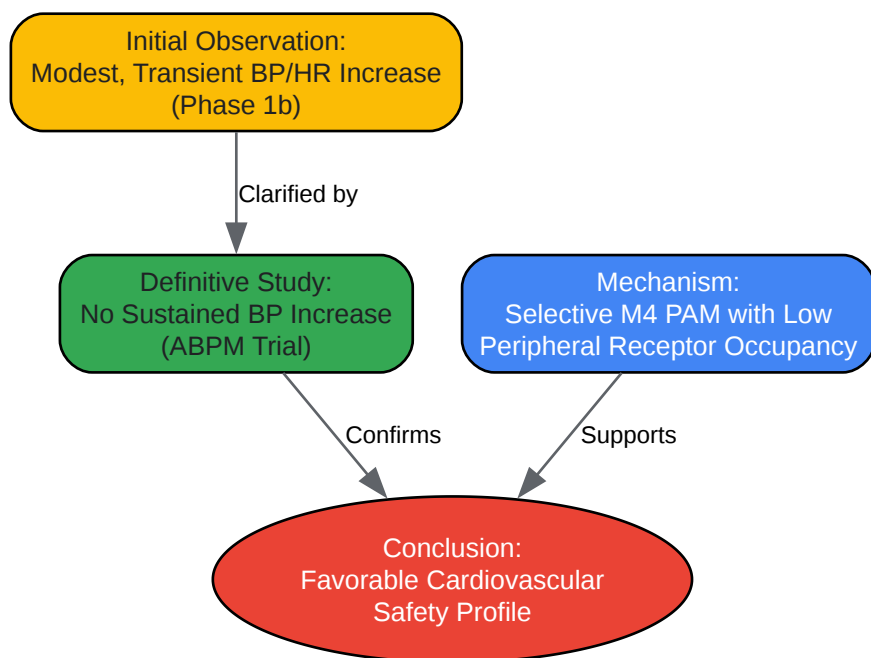 Initial Observation:
Modest, Transient BP/HR Increase
(Phase 1b)
Clarified by
Definitive Study:
No Sustained BP Increase
(ABPM Trial)
Mechanism:
Selective M4 PAM with Low
Peripheral Receptor Occupancy
Confirms
Supports
Conclusion:
Favorable Cardiovascular
Safety Profile